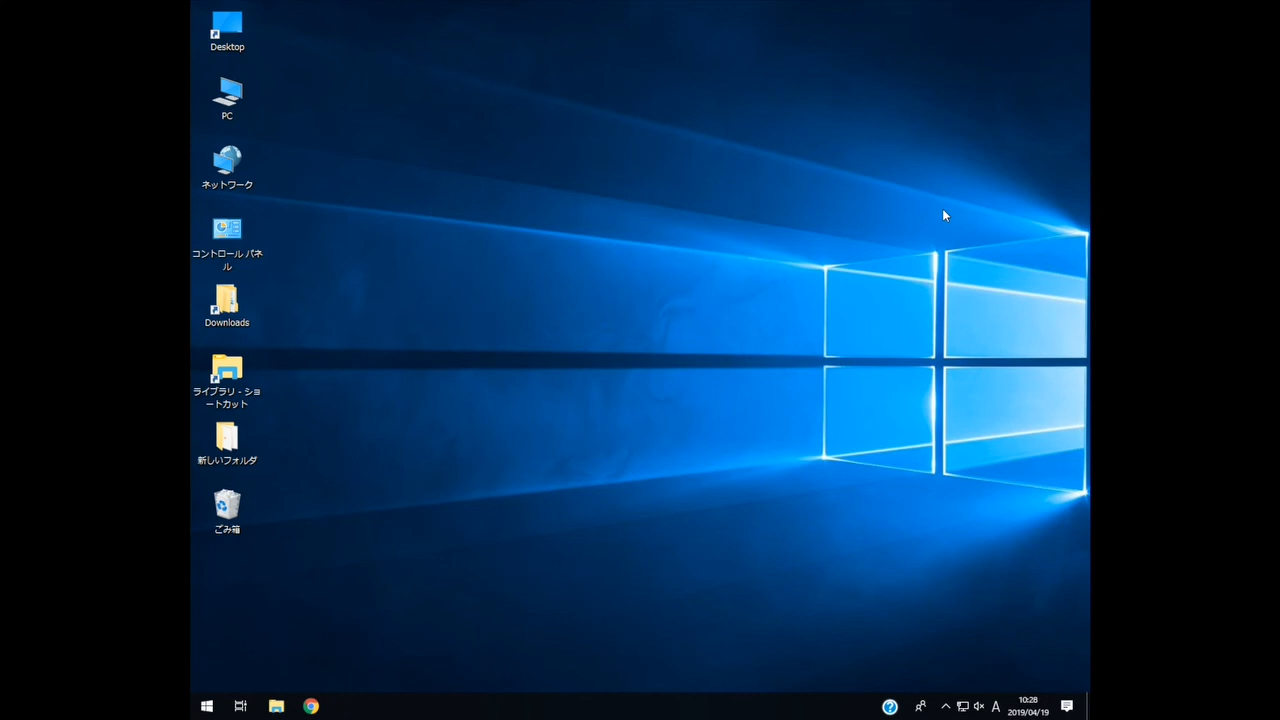 Desktop
PC
ネットワーク
コントロール パネ
ル
Downloads
ライブラリ - ショ
ートカット
新しいフォルダ
ごみ箱
A
10:28
2019/04/19